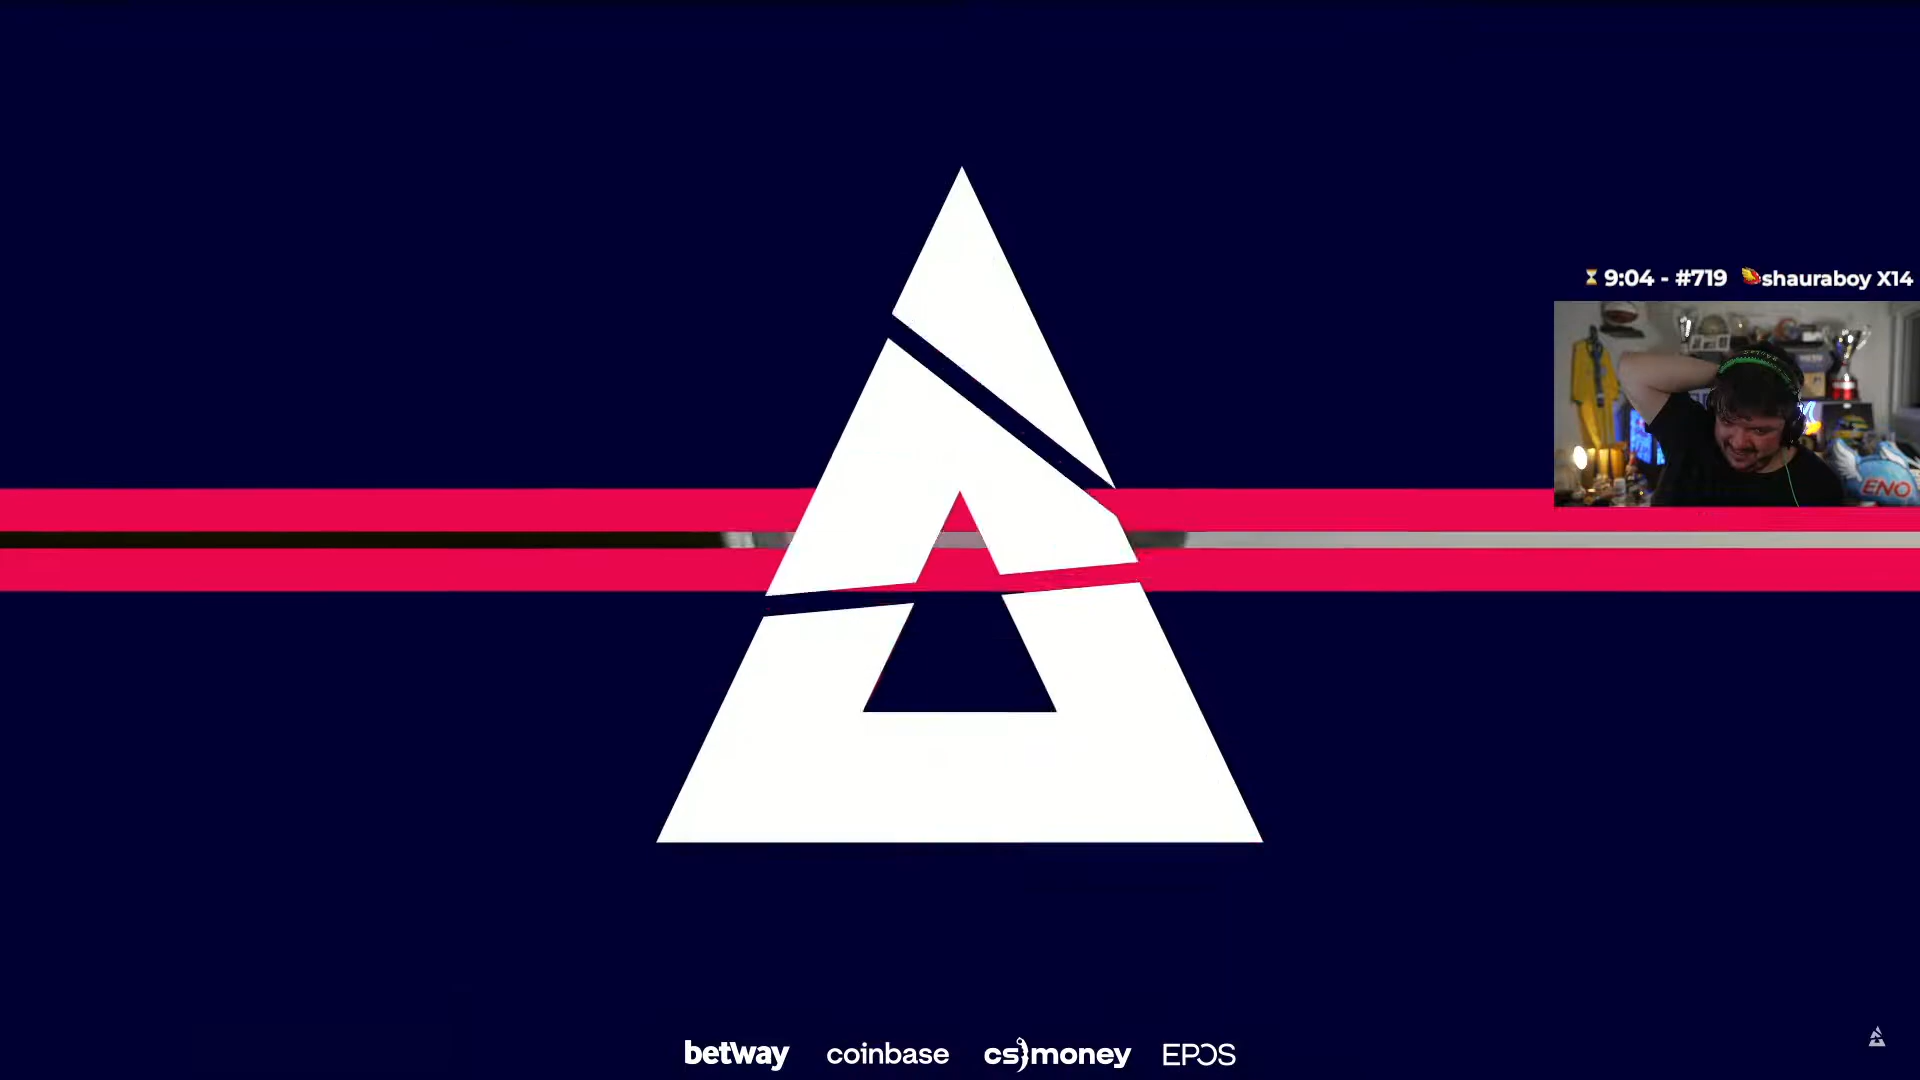 ⌛ 9:04 - #719 shauraboy X14
ENO
betway coinbase cs money EPOS